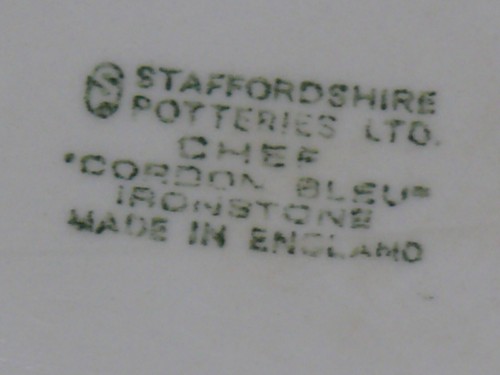 S STAFFORDSHIRE
POTTERIES LTD.
CHEF
"CORDON BLEU"
IRONSTONE
MADE IN ENGLAND